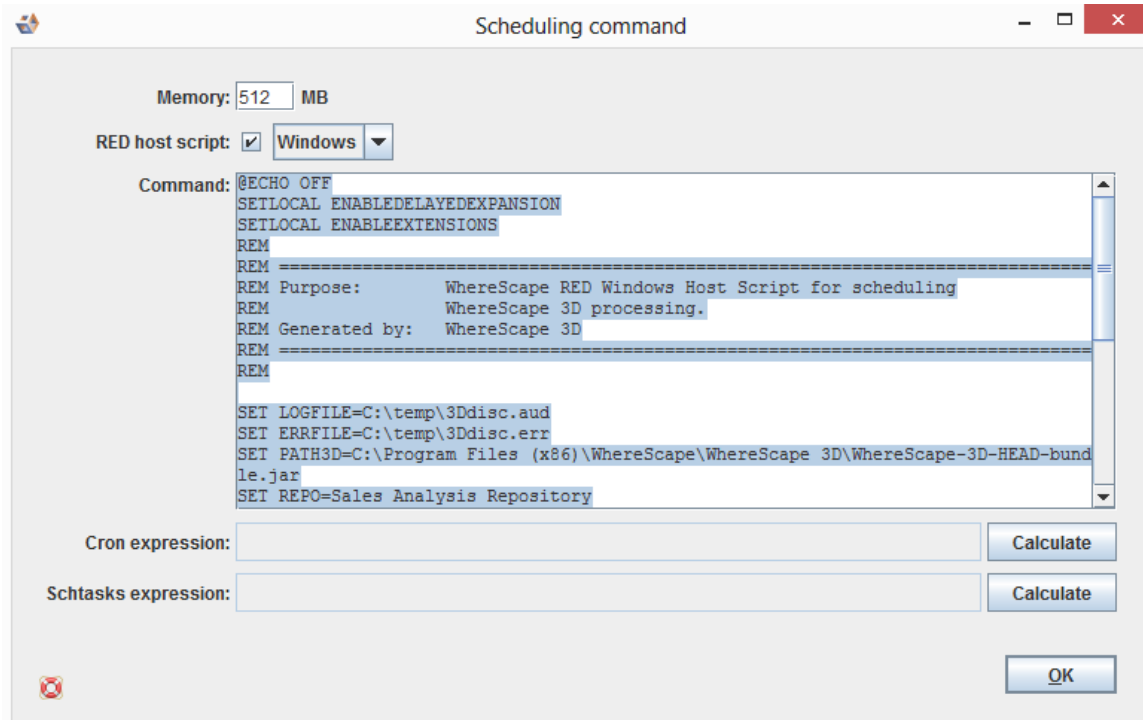 Scheduling command
Memory: 512 MB
RED host script: Windows
Command:
@ECHO OFF
SETLOCAL ENABLEDELAYEDEXPANSION
SETLOCAL ENABLEEXTENSIONS
REM
REM ==============================================================================
REM Purpose:        WhereScape RED Windows Host Script for scheduling
REM                 WhereScape 3D processing.
REM Generated by:   WhereScape 3D
REM ==============================================================================
REM
SET LOGFILE=C:\temp\3Ddisc.aud
SET ERRFILE=C:\temp\3Ddisc.err
SET PATH3D=C:\Program Files (x86)\WhereScape\WhereScape 3D\WhereScape-3D-HEAD-bund
le.jar
SET REPO=Sales Analysis Repository
Cron expression: Calculate
Schtasks expression: Calculate
OK